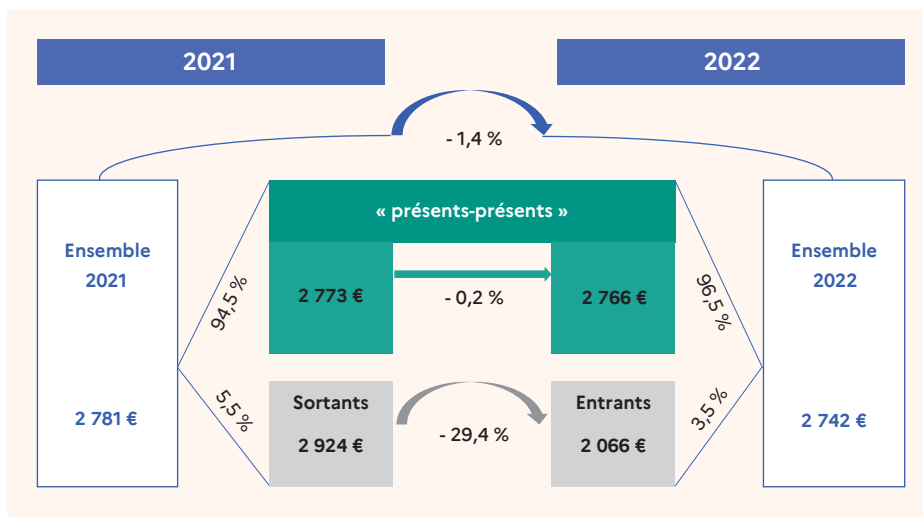 2021
2022
- 1,4 %
« présents-présents »
Ensemble
2021
94,5 %
2 773 €
- 0,2 %
2 766 €
96,5 %
Ensemble
2022
2 781 €
5,5 %
Sortants
2 924 €
- 29,4 %
Entrants
2 066 €
3,5 %
2 742 €